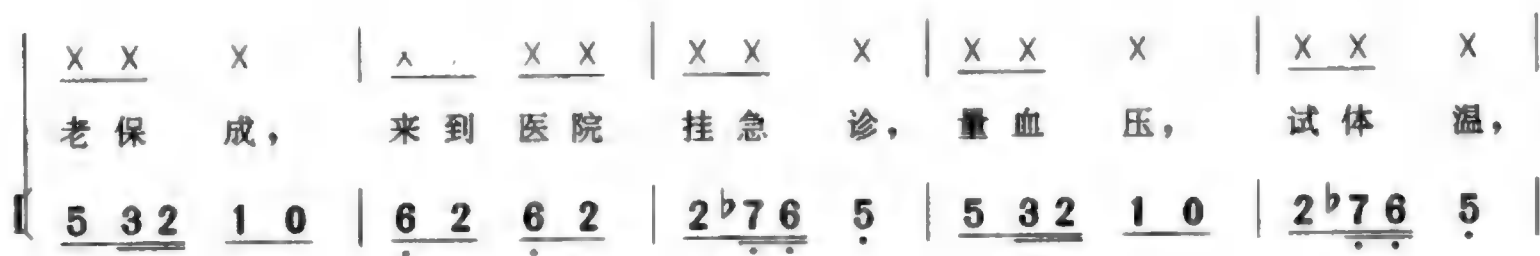 X X X | X X X | X X X | X X X | X X X |
老保 成， 来到 医院 挂急 诊， 量血 压， 试体 温，
5 32 1 0 | 6 2 6 2 | 2 ♭7 6 5 | 5 32 1 0 | 2 ♭7 6 5 |